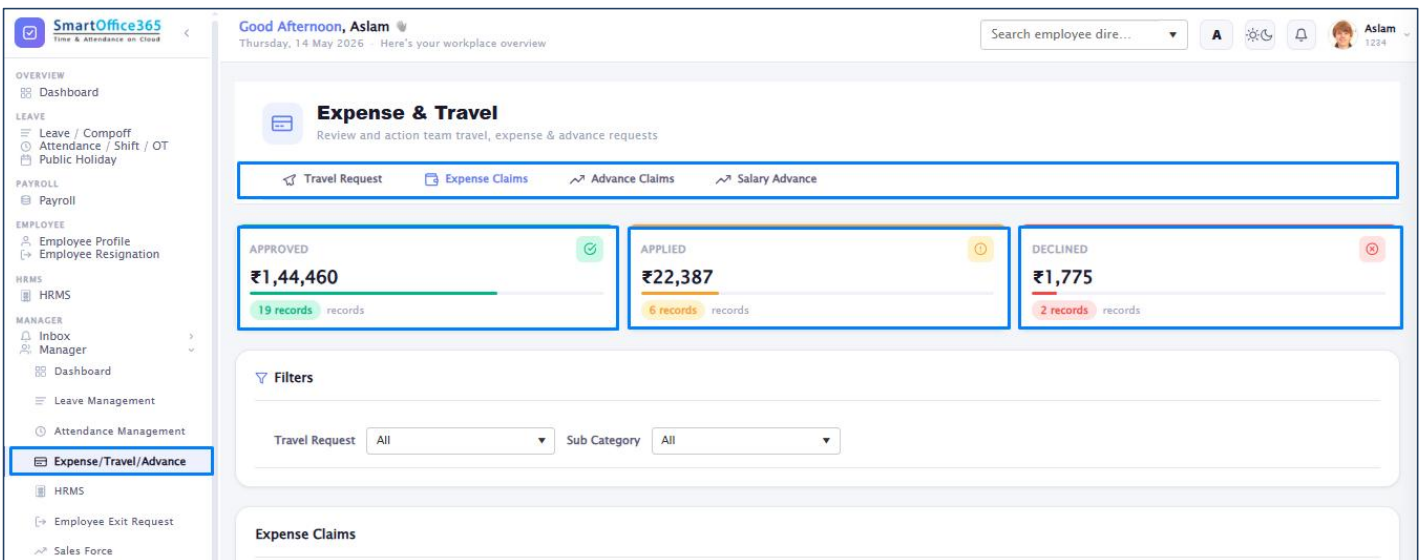 SmartOffice365
Time & Attendance on Cloud
Good Afternoon, Aslam
Thursday, 14 May 2026 · Here's your workplace overview
Search employee dire...
A
Aslam
1234
OVERVIEW
Dashboard
LEAVE
Leave / Compoff
Attendance / Shift / OT
Public Holiday
PAYROLL
Payroll
EMPLOYEE
Employee Profile
Employee Resignation
HRMS
HRMS
MANAGER
Inbox
Manager
Dashboard
Leave Management
Attendance Management
Expense/Travel/Advance
HRMS
Employee Exit Request
Sales Force
Expense & Travel
Review and action team travel, expense & advance requests
Travel Request Expense Claims Advance Claims Salary Advance
APPROVED
₹1,44,460
19 records records
APPLIED
₹22,387
6 records records
DECLINED
₹1,775
2 records records
Filters
Travel Request All Sub Category All
Expense Claims